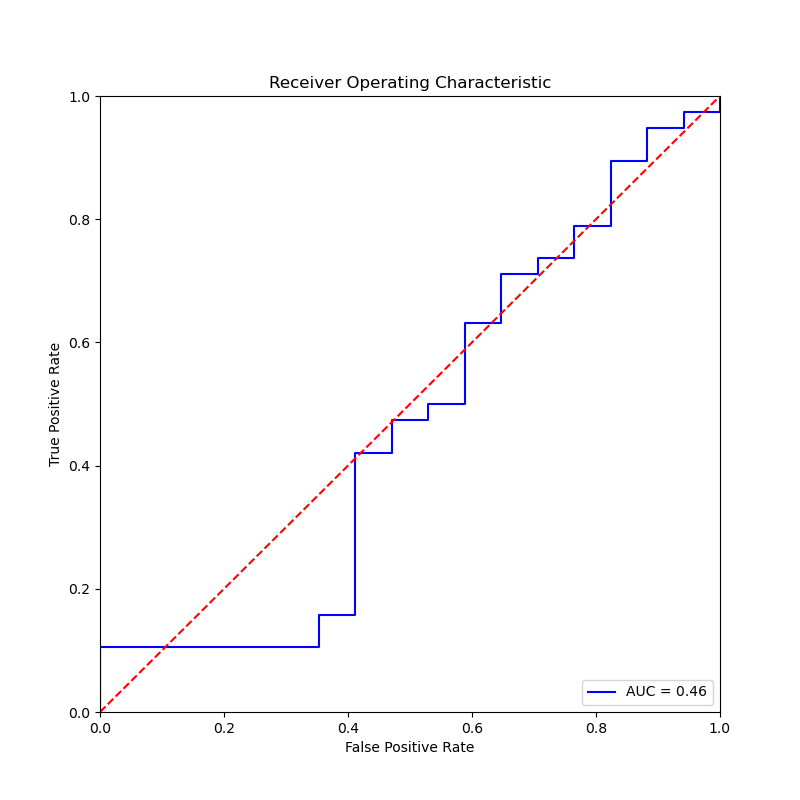 Receiver Operating Characteristic
1.0
0.8
0.6
0.4
0.2
0.0
True Positive Rate
AUC = 0.46
0.0 0.2 0.4 0.6 0.8 1.0
False Positive Rate